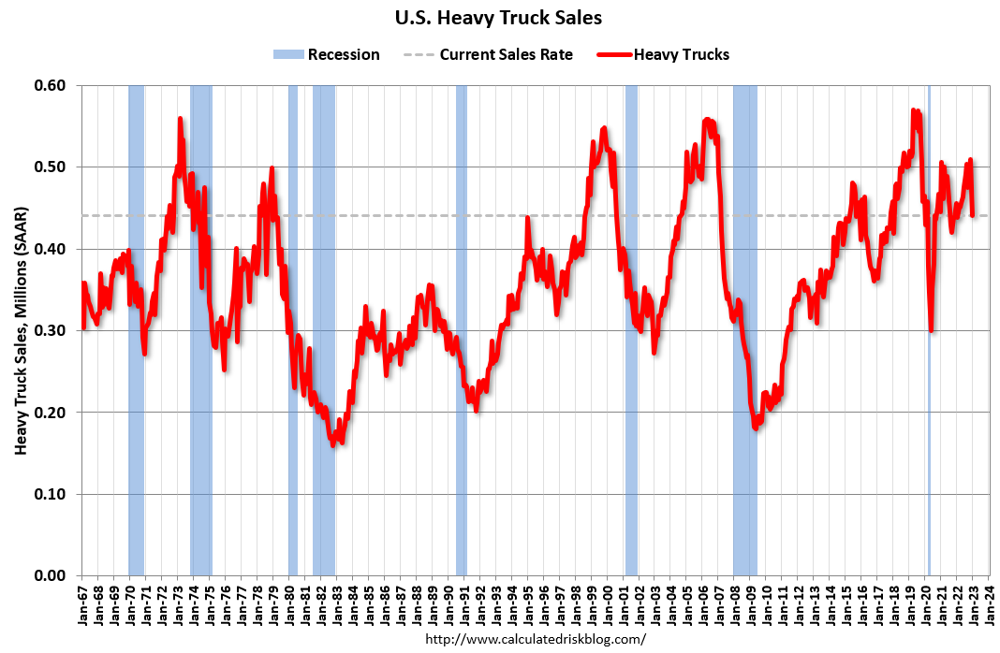 U.S. Heavy Truck Sales
Recession
Current Sales Rate
Heavy Trucks
Heavy Truck Sales, Millions (SAAR)
0.60
0.50
0.40
0.30
0.20
0.10
0.00
Jan-67
Jan-68
Jan-69
Jan-70
Jan-71
Jan-72
Jan-73
Jan-74
Jan-75
Jan-76
Jan-77
Jan-78
Jan-79
Jan-80
Jan-81
Jan-82
Jan-83
Jan-84
Jan-85
Jan-86
Jan-87
Jan-88
Jan-89
Jan-90
Jan-91
Jan-92
Jan-93
Jan-94
Jan-95
Jan-96
Jan-97
Jan-98
Jan-99
Jan-00
Jan-01
Jan-02
Jan-03
Jan-04
Jan-05
Jan-06
Jan-07
Jan-08
Jan-09
Jan-10
Jan-11
Jan-12
Jan-13
Jan-14
Jan-15
Jan-16
Jan-17
Jan-18
Jan-19
Jan-20
Jan-21
Jan-22
Jan-23
Jan-24
http://www.calculatedriskblog.com/